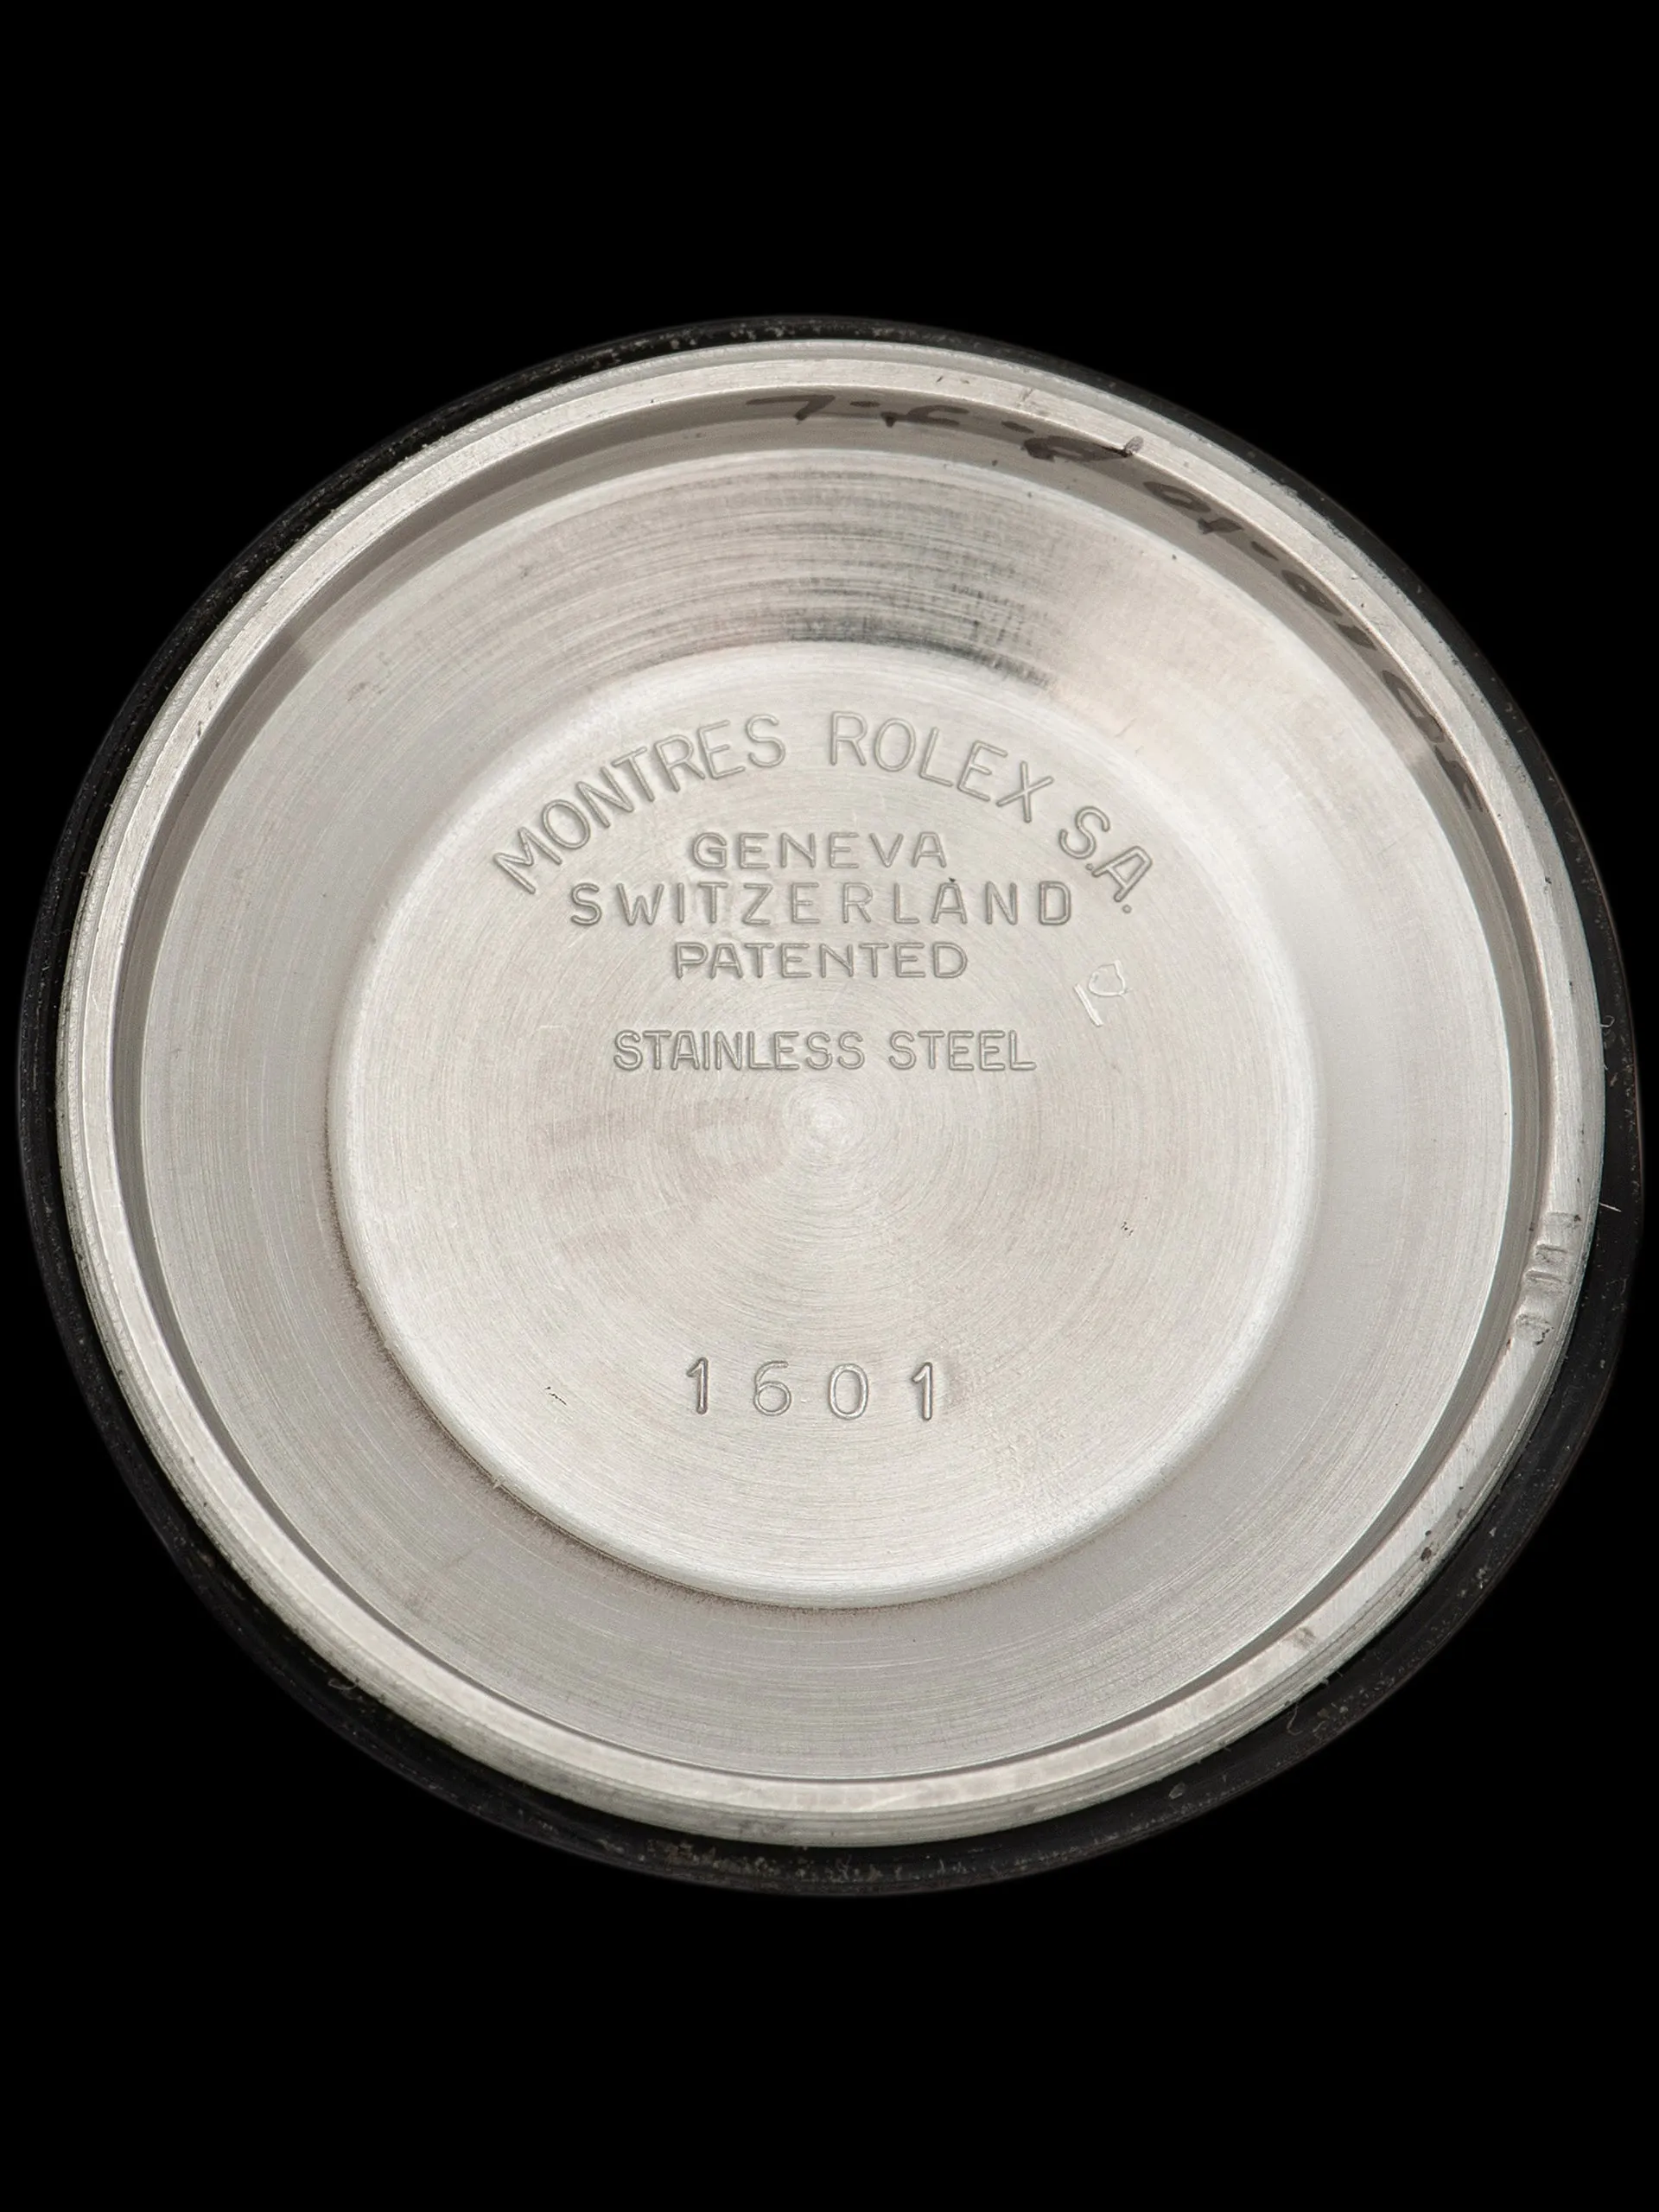 MONTRES ROLEX S.A.
GENEVA
SWITZERLAND
PATENTED
STAINLESS STEEL
1601